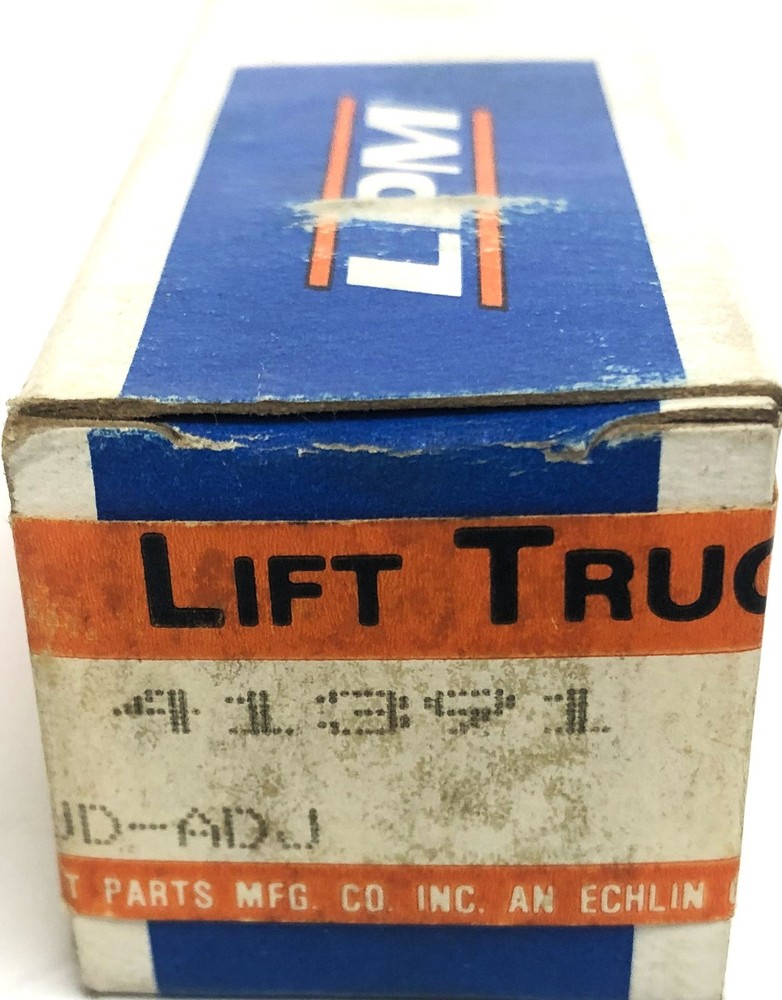 LPM
LIFT TRUC
41391
UD-ADJ
T PARTS MFG. CO. INC. AN ECHLIN